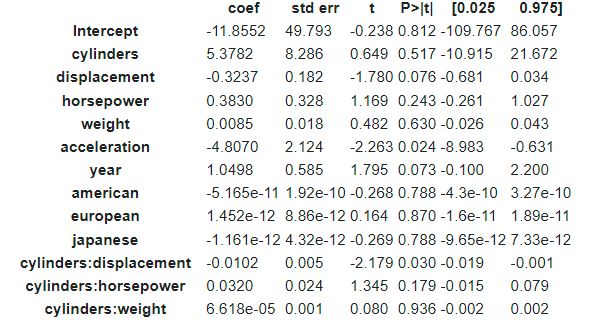 coef std err t P>|t| [0.025 0.975]
Intercept -11.8552 49.793 -0.238 0.812 -109.767 86.057
cylinders 5.3782 8.286 0.649 0.517 -10.915 21.672
displacement -0.3237 0.182 -1.780 0.076 -0.681 0.034
horsepower 0.3830 0.328 1.169 0.243 -0.261 1.027
weight 0.0085 0.018 0.482 0.630 -0.026 0.043
acceleration -4.8070 2.124 -2.263 0.024 -8.983 -0.631
year 1.0498 0.585 1.795 0.073 -0.100 2.200
american -5.165e-11 1.92e-10 -0.268 0.788 -4.3e-10 3.27e-10
european 1.452e-12 8.86e-12 0.164 0.870 -1.6e-11 1.89e-11
japanese -1.161e-12 4.32e-12 -0.269 0.788 -9.65e-12 7.33e-12
cylinders:displacement -0.0102 0.005 -2.179 0.030 -0.019 -0.001
cylinders:horsepower 0.0320 0.024 1.345 0.179 -0.015 0.079
cylinders:weight 6.618e-05 0.001 0.080 0.936 -0.002 0.002